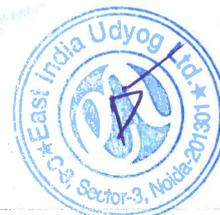 ★East India Udyog Ltd.★
C-3, Sector-3, Noida-201301